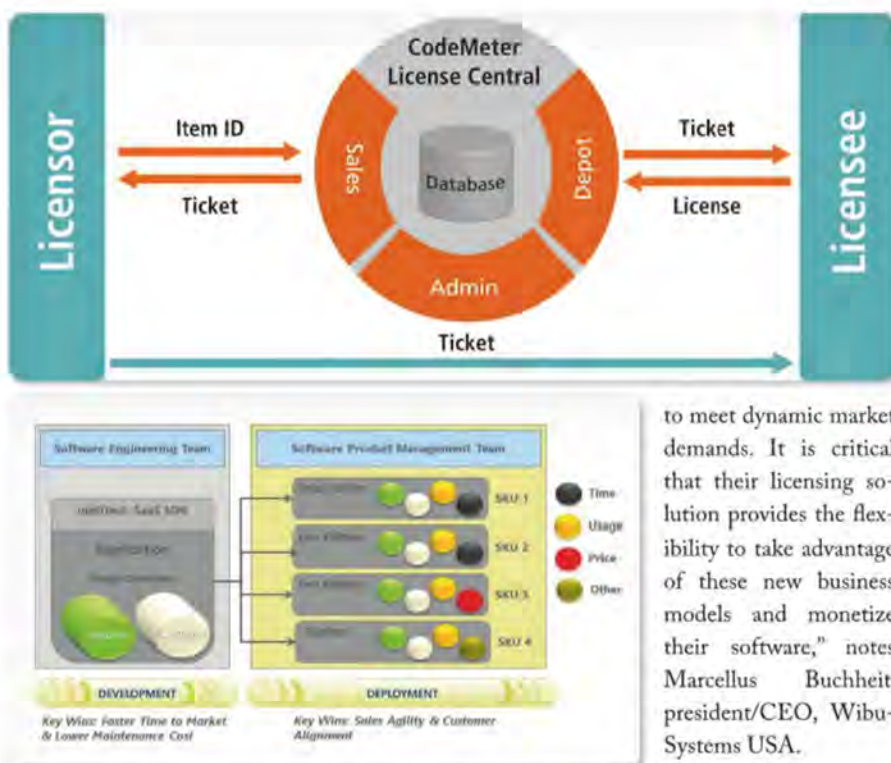 CodeMeter
License Central
Licensor
Item ID
Ticket
Sales
Database
Depot
Admin
Ticket
License
Licensee
Ticket
Software Engineering Team
Software Product Management Team
SaaS
Application
SKU 1
SKU 2
SKU 3
SKU 4
Time
Usage
Price
Other
DEVELOPMENT
DEPLOYMENT
Key Wins: Faster Time to Market
& Lower Maintenance Cost
Key Wins: Sales Agility & Customer
Alignment
to meet dynamic market
demands. It is critical
that their licensing so-
lution provides the flex-
ibility to take advantage
of these new business
models and monetize
their software,” notes
Marcellus Buchheit,
president/CEO, Wibu-
Systems USA.